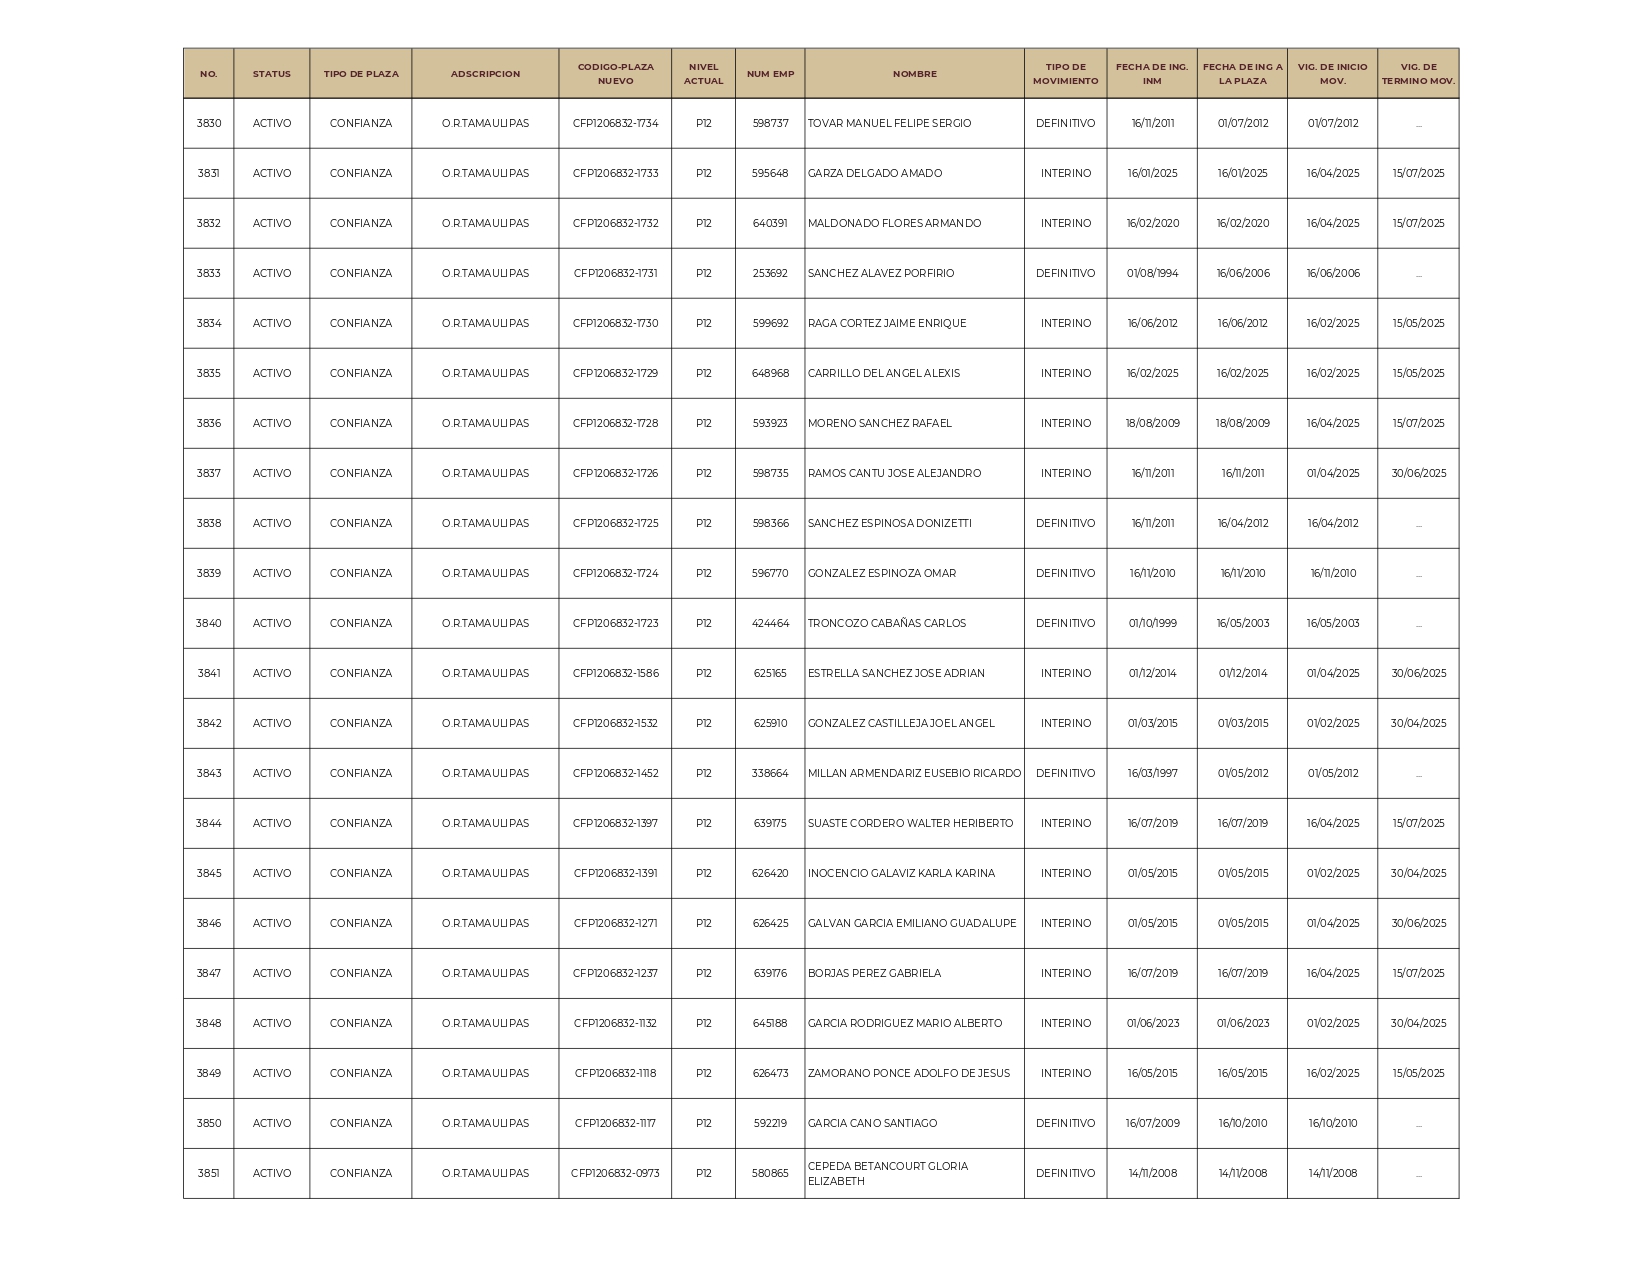 NO. STATUS TIPO DE PLAZA ADSCRIPCION CODIGO-PLAZA NUEVO NIVEL ACTUAL NUM EMP NOMBRE TIPO DE MOVIMIENTO FECHA DE ING. INM FECHA DE ING A LA PLAZA VIG. DE INICIO MOV. VIG. DE TERMINO MOV.
3830 ACTIVO CONFIANZA O.R.TAMAULIPAS CFP1206832-1734 P12 598737 TOVAR MANUEL FELIPE SERGIO DEFINITIVO 16/11/2011 01/07/2012 01/07/2012 ...
3831 ACTIVO CONFIANZA O.R.TAMAULIPAS CFP1206832-1733 P12 595648 GARZA DELGADO AMADO INTERINO 16/01/2025 16/01/2025 16/04/2025 15/07/2025
3832 ACTIVO CONFIANZA O.R.TAMAULIPAS CFP1206832-1732 P12 640391 MALDONADO FLORES ARMANDO INTERINO 16/02/2020 16/02/2020 16/04/2025 15/07/2025
3833 ACTIVO CONFIANZA O.R.TAMAULIPAS CFP1206832-1731 P12 253692 SANCHEZ ALAVEZ PORFIRIO DEFINITIVO 01/08/1994 16/06/2006 16/06/2006 ...
3834 ACTIVO CONFIANZA O.R.TAMAULIPAS CFP1206832-1730 P12 599692 RAGA CORTEZ JAIME ENRIQUE INTERINO 16/06/2012 16/06/2012 16/02/2025 15/05/2025
3835 ACTIVO CONFIANZA O.R.TAMAULIPAS CFP1206832-1729 P12 648968 CARRILLO DEL ANGEL ALEXIS INTERINO 16/02/2025 16/02/2025 16/02/2025 15/05/2025
3836 ACTIVO CONFIANZA O.R.TAMAULIPAS CFP1206832-1728 P12 593923 MORENO SANCHEZ RAFAEL INTERINO 18/08/2009 18/08/2009 16/04/2025 15/07/2025
3837 ACTIVO CONFIANZA O.R.TAMAULIPAS CFP1206832-1726 P12 598735 RAMOS CANTU JOSE ALEJANDRO INTERINO 16/11/2011 16/11/2011 01/04/2025 30/06/2025
3838 ACTIVO CONFIANZA O.R.TAMAULIPAS CFP1206832-1725 P12 598366 SANCHEZ ESPINOSA DONIZETTI DEFINITIVO 16/11/2011 16/04/2012 16/04/2012 ...
3839 ACTIVO CONFIANZA O.R.TAMAULIPAS CFP1206832-1724 P12 596770 GONZALEZ ESPINOZA OMAR DEFINITIVO 16/11/2010 16/11/2010 16/11/2010 ...
3840 ACTIVO CONFIANZA O.R.TAMAULIPAS CFP1206832-1723 P12 424464 TRONCOZO CABAÑAS CARLOS DEFINITIVO 01/10/1999 16/05/2003 16/05/2003 ...
3841 ACTIVO CONFIANZA O.R.TAMAULIPAS CFP1206832-1586 P12 625165 ESTRELLA SANCHEZ JOSE ADRIAN INTERINO 01/12/2014 01/12/2014 01/04/2025 30/06/2025
3842 ACTIVO CONFIANZA O.R.TAMAULIPAS CFP1206832-1532 P12 625910 GONZALEZ CASTILLEJA JOEL ANGEL INTERINO 01/03/2015 01/03/2015 01/02/2025 30/04/2025
3843 ACTIVO CONFIANZA O.R.TAMAULIPAS CFP1206832-1452 P12 338664 MILLAN ARMENDARIZ EUSEBIO RICARDO DEFINITIVO 16/03/1997 01/05/2012 01/05/2012 ...
3844 ACTIVO CONFIANZA O.R.TAMAULIPAS CFP1206832-1397 P12 639175 SUASTE CORDERO WALTER HERIBERTO INTERINO 16/07/2019 16/07/2019 16/04/2025 15/07/2025
3845 ACTIVO CONFIANZA O.R.TAMAULIPAS CFP1206832-1391 P12 626420 INOCENCIO GALAVIZ KARLA KARINA INTERINO 01/05/2015 01/05/2015 01/02/2025 30/04/2025
3846 ACTIVO CONFIANZA O.R.TAMAULIPAS CFP1206832-1271 P12 626425 GALVAN GARCIA EMILIANO GUADALUPE INTERINO 01/05/2015 01/05/2015 01/04/2025 30/06/2025
3847 ACTIVO CONFIANZA O.R.TAMAULIPAS CFP1206832-1237 P12 639176 BORJAS PEREZ GABRIELA INTERINO 16/07/2019 16/07/2019 16/04/2025 15/07/2025
3848 ACTIVO CONFIANZA O.R.TAMAULIPAS CFP1206832-1132 P12 645188 GARCIA RODRIGUEZ MARIO ALBERTO INTERINO 01/06/2023 01/06/2023 01/02/2025 30/04/2025
3849 ACTIVO CONFIANZA O.R.TAMAULIPAS CFP1206832-1118 P12 626473 ZAMORANO PONCE ADOLFO DE JESUS INTERINO 16/05/2015 16/05/2015 16/02/2025 15/05/2025
3850 ACTIVO CONFIANZA O.R.TAMAULIPAS CFP1206832-1117 P12 592219 GARCIA CANO SANTIAGO DEFINITIVO 16/07/2009 16/10/2010 16/10/2010 ...
3851 ACTIVO CONFIANZA O.R.TAMAULIPAS CFP1206832-0973 P12 580865 CEPEDA BETANCOURT GLORIA ELIZABETH DEFINITIVO 14/11/2008 14/11/2008 14/11/2008 ...